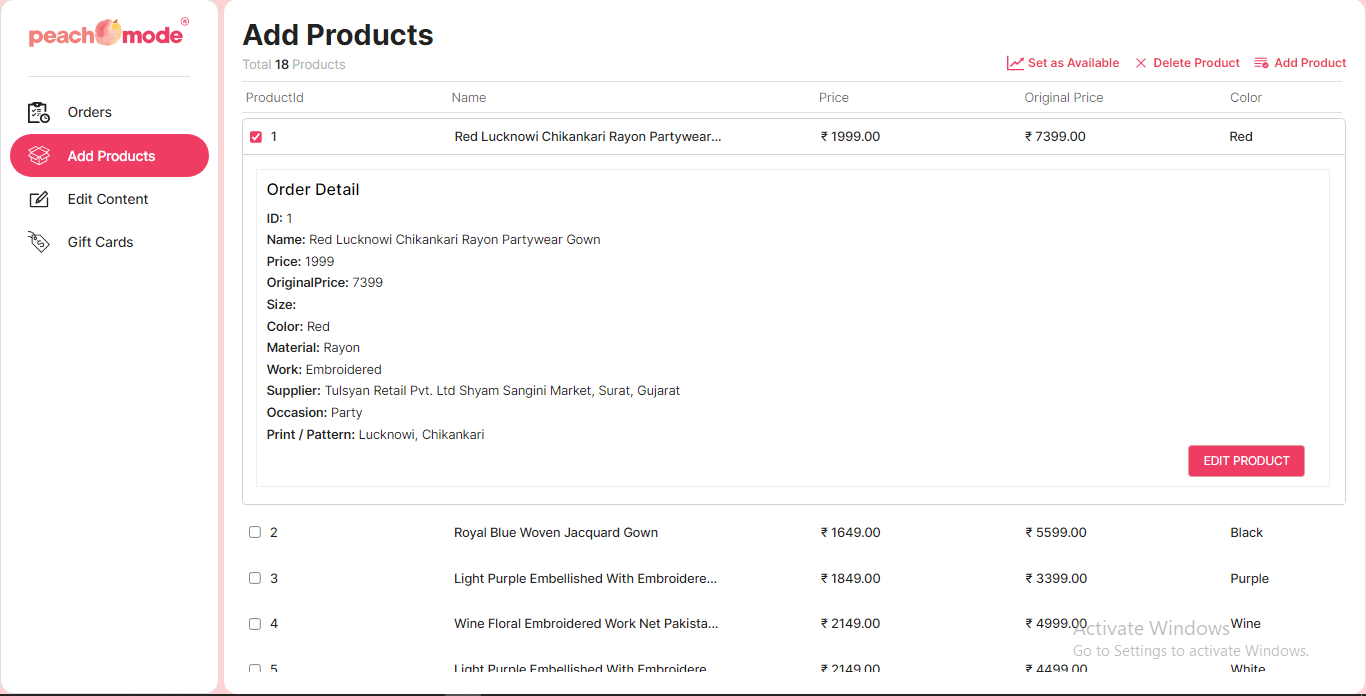 peach mode®
Add Products
Total 18 Products
Set as Available Delete Product Add Product
ProductId Name Price Original Price Color
Orders
Add Products
Edit Content
Gift Cards
1 Red Lucknowi Chikankari Rayon Partywear... ₹ 1999.00 ₹ 7399.00 Red
Order Detail
ID: 1
Name: Red Lucknowi Chikankari Rayon Partywear Gown
Price: 1999
OriginalPrice: 7399
Size:
Color: Red
Material: Rayon
Work: Embroidered
Supplier: Tulsyan Retail Pvt. Ltd Shyam Sangini Market, Surat, Gujarat
Occasion: Party
Print / Pattern: Lucknowi, Chikankari
EDIT PRODUCT
2 Royal Blue Woven Jacquard Gown ₹ 1649.00 ₹ 5599.00 Black
3 Light Purple Embellished With Embroidere... ₹ 1849.00 ₹ 3399.00 Purple
4 Wine Floral Embroidered Work Net Pakista... ₹ 2149.00 ₹ 4999.00 Wine
5 Light Purple Embellished With Embroidere... ₹ 2149.00 ₹ 4499.00 White
Activate Windows
Go to Settings to activate Windows.